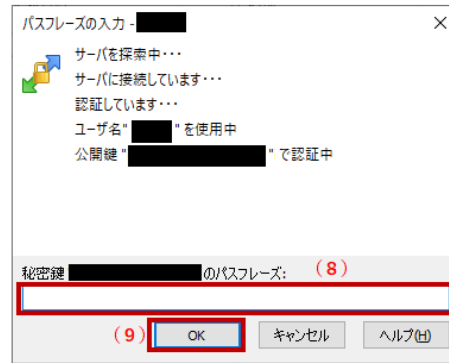 パスフレーズの入力 -
サーバを探索中・・・
サーバに接続しています・・・
認証しています・・・
ユーザ名" "を使用中
公開鍵" "で認証中
秘密鍵 のパスフレーズ: (8)
(9) OK キャンセル ヘルプ(H)